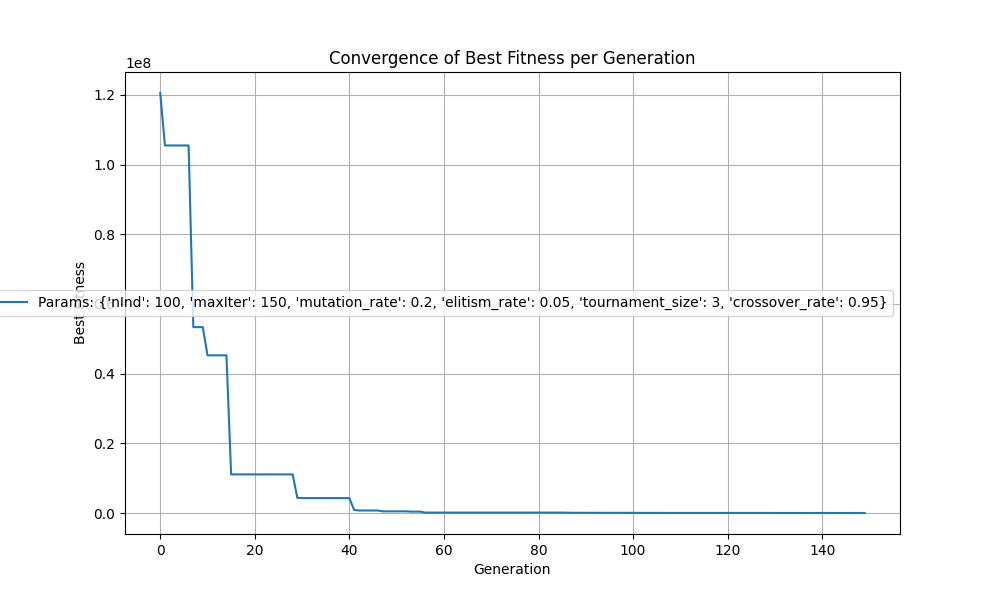 Convergence of Best Fitness per Generation
1e8
1.2
1.0
0.8
Params: {'nInd': 100, 'maxIter': 150, 'mutation_rate': 0.2, 'elitism_rate': 0.05, 'tournament_size': 3, 'crossover_rate': 0.95}
0.4
0.2
0.0
0 20 40 60 80 100 120 140
Generation
Best Fitness